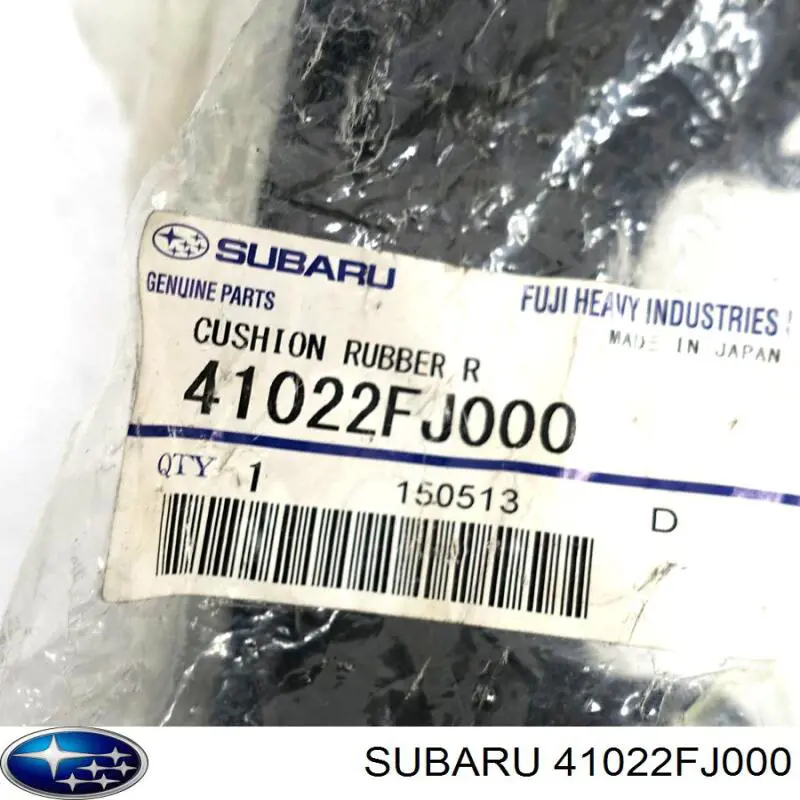 SUBARU
GENUINE PARTS
FUJI HEAVY INDUSTRIES
MADE IN JAPAN
CUSHION RUBBER R
41022FJ000
QTY 1
150513
D
SUBARU 41022FJ000